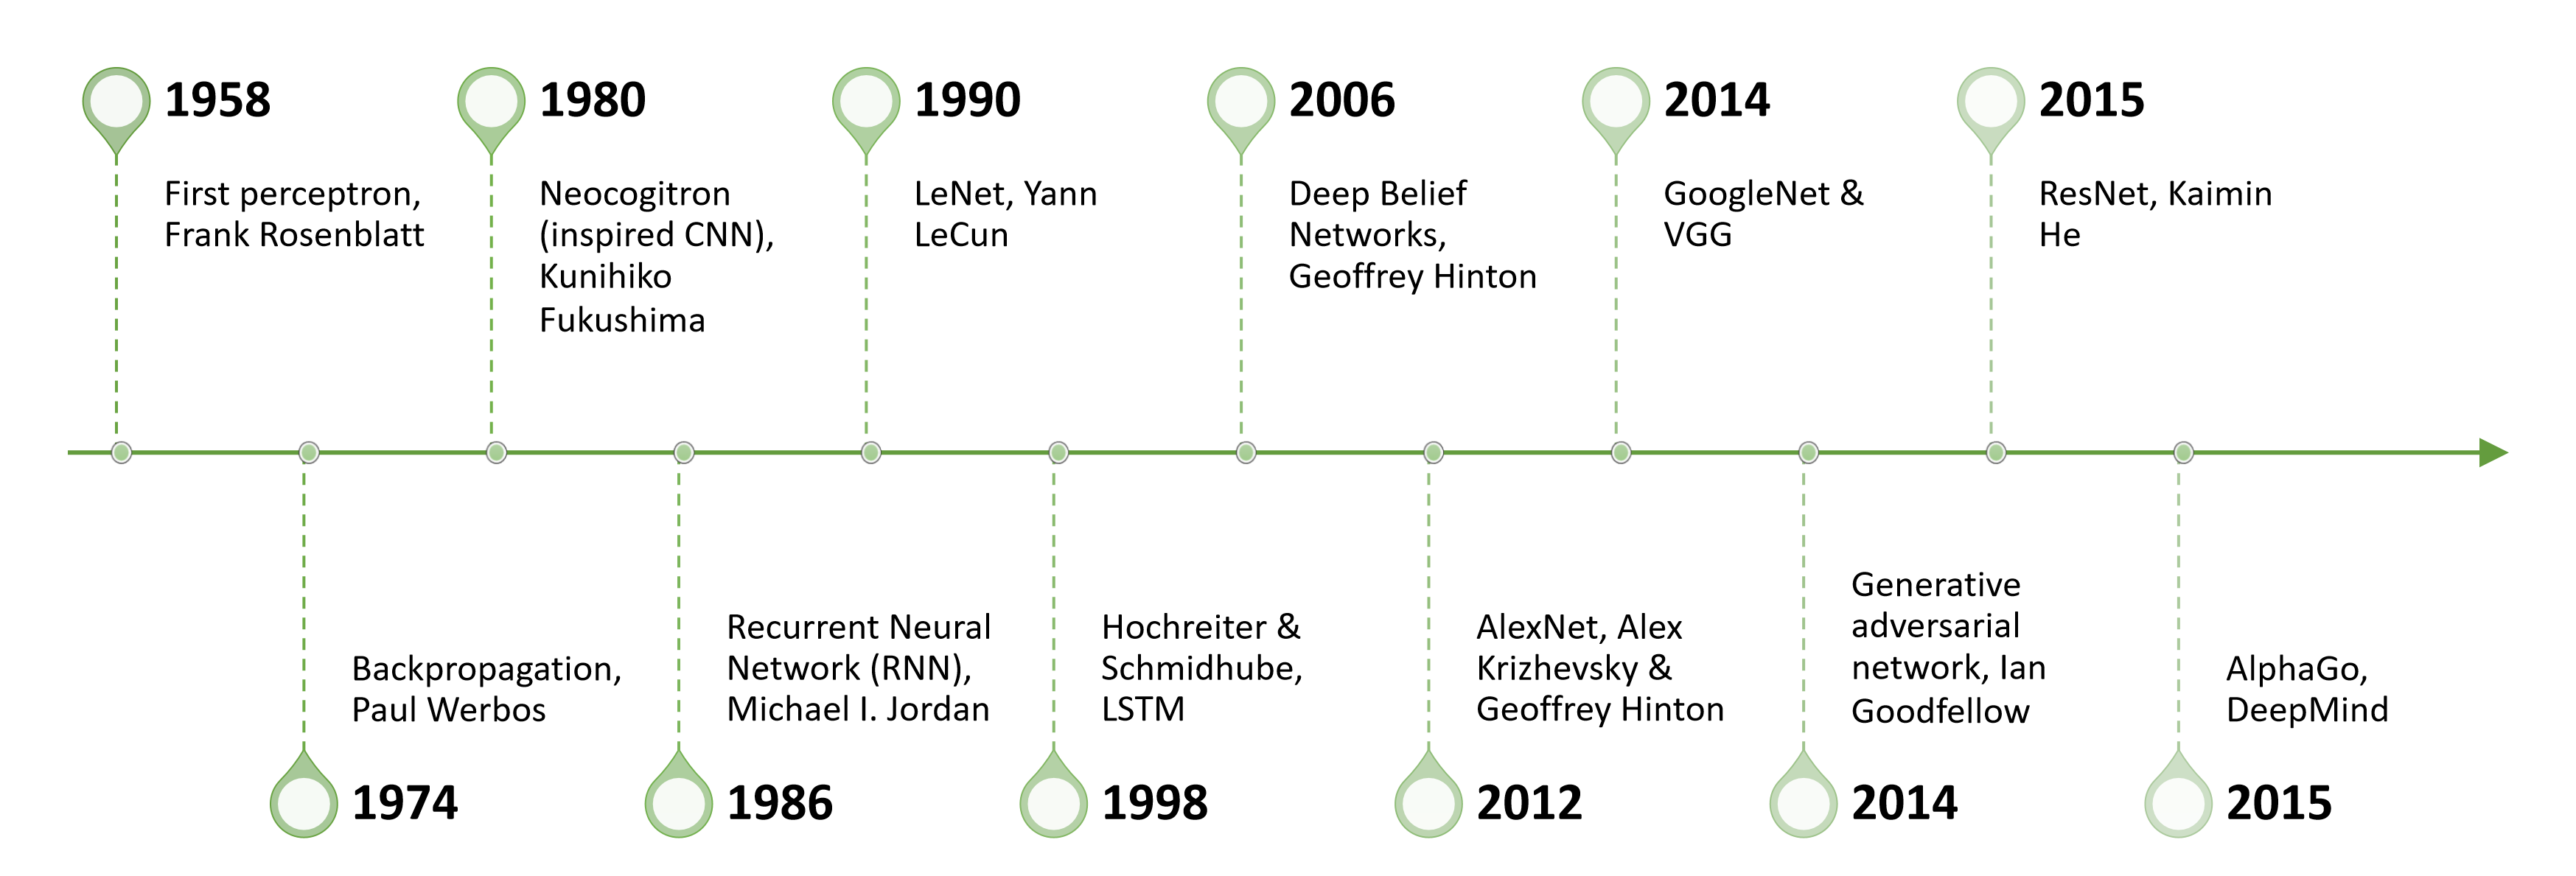 1958
First perceptron,
Frank Rosenblatt
1980
Neocogitron
(inspired CNN),
Kunihiko
Fukushima
1990
LeNet, Yann
LeCun
2006
Deep Belief
Networks,
Geoffrey Hinton
2014
GoogleNet &
VGG
2015
ResNet, Kaimin
He
Backpropagation,
Paul Werbos
1974
Recurrent Neural
Network (RNN),
Michael I. Jordan
1986
Hochreiter &
Schmidhube,
LSTM
1998
AlexNet, Alex
Krizhevsky &
Geoffrey Hinton
2012
Generative
adversarial
network, Ian
Goodfellow
2014
AlphaGo,
DeepMind
2015